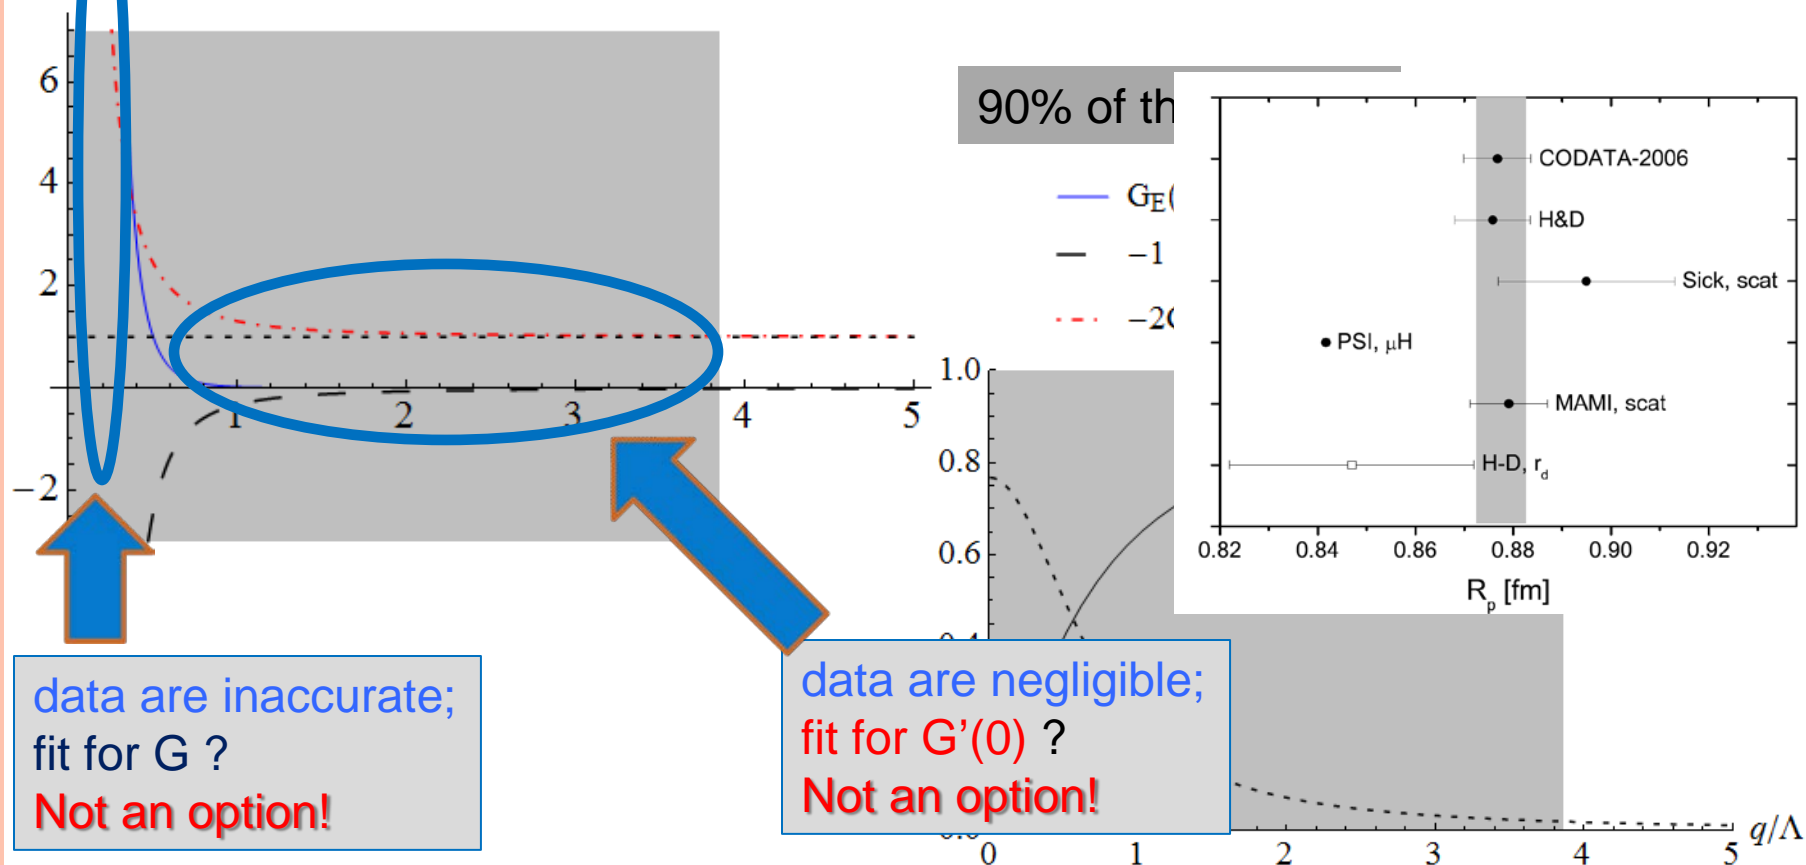 6
4
2
−2
1
2
3
4
5
90% of th
G_E(
−1
−2
CODATA-2006
H&D
Sick, scat
PSI, μH
MAMI, scat
H-D, r_d
0.82 0.84 0.86 0.88 0.90 0.92
R_p [fm]
1.0
0.8
0.6
0 1 2 3 4 5
q/Λ
data are inaccurate;
fit for G ?
Not an option!
data are negligible;
fit for G’(0) ?
Not an option!